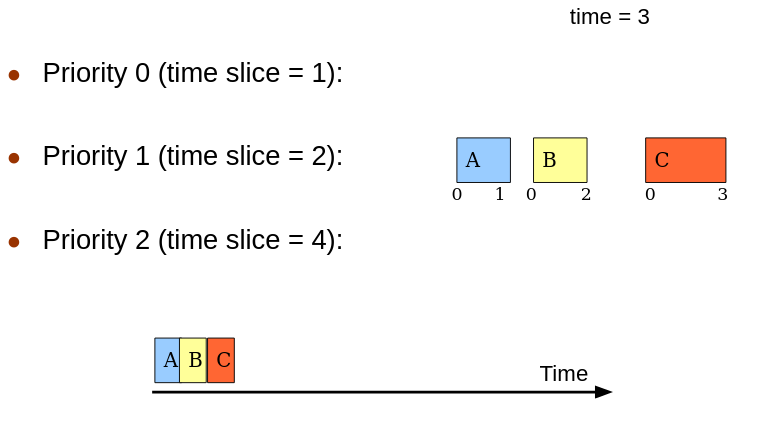 time = 3
• Priority 0 (time slice = 1):
• Priority 1 (time slice = 2):
A B C
0 1 0 2 0 3
• Priority 2 (time slice = 4):
A B C
Time